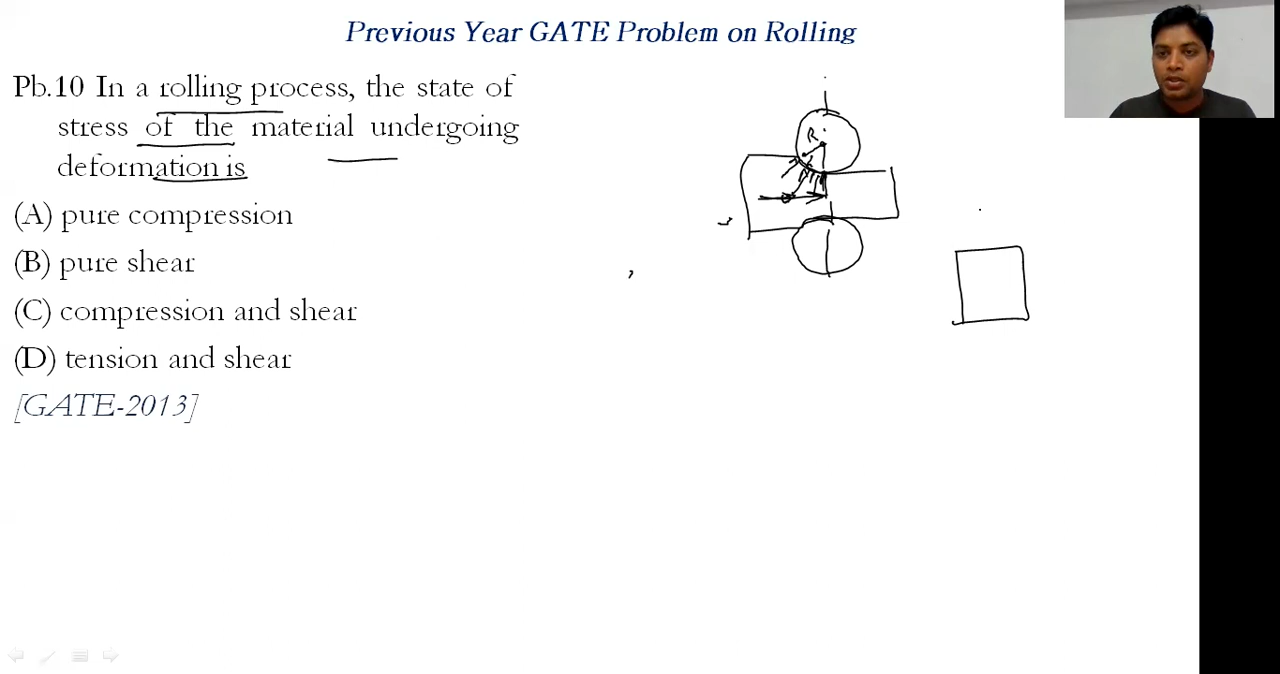 Previous Year GATE Problem on Rolling
Pb.10 In a rolling process, the state of
stress of the material undergoing
deformation is
(A) pure compression
(B) pure shear
(C) compression and shear
(D) tension and shear
[GATE-2013]
R